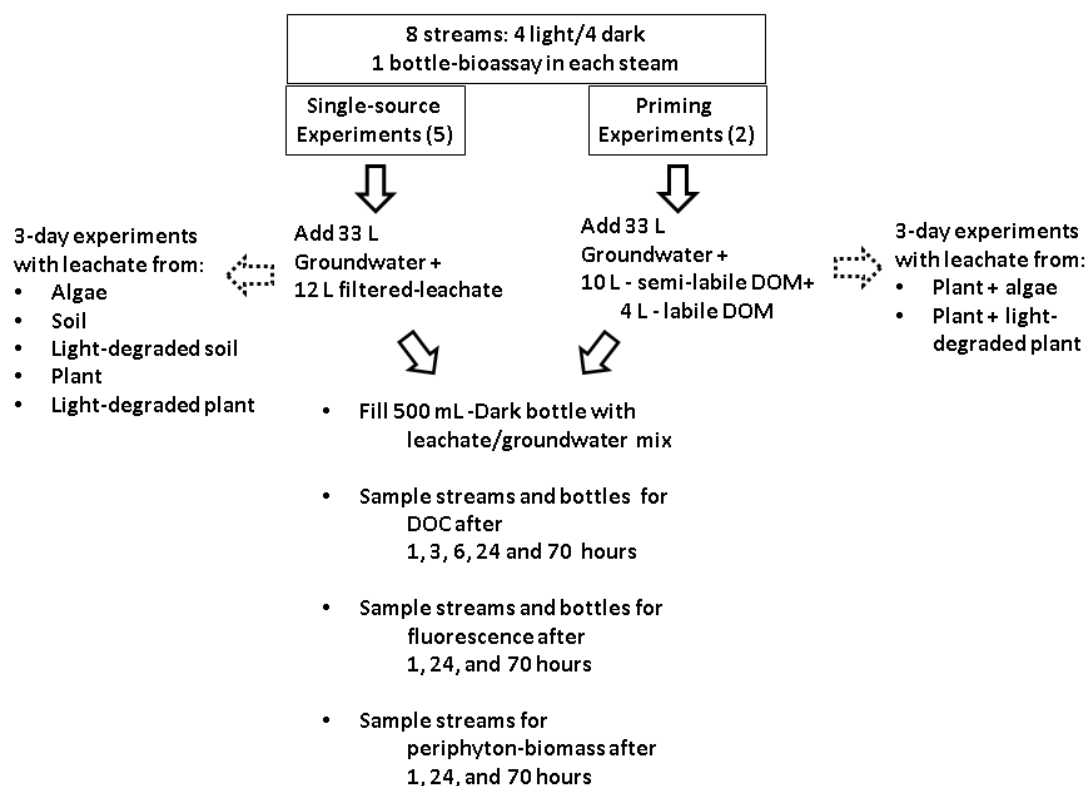 8 streams: 4 light/4 dark
1 bottle-bioassay in each steam
Single-source
Experiments (5)
Priming
Experiments (2)
3-day experiments
with leachate from:
• Algae
• Soil
• Light-degraded soil
• Plant
• Light-degraded plant
Add 33 L
Groundwater +
12 L filtered-leachate
Add 33 L
Groundwater +
10 L - semi-labile DOM+
4 L - labile DOM
3-day experiments
with leachate from:
• Plant + algae
• Plant + light-
degraded plant
• Fill 500 mL -Dark bottle with
leachate/groundwater mix
• Sample streams and bottles for
DOC after
1, 3, 6, 24 and 70 hours
• Sample streams and bottles for
fluorescence after
1, 24, and 70 hours
• Sample streams for
periphyton-biomass after
1, 24, and 70 hours